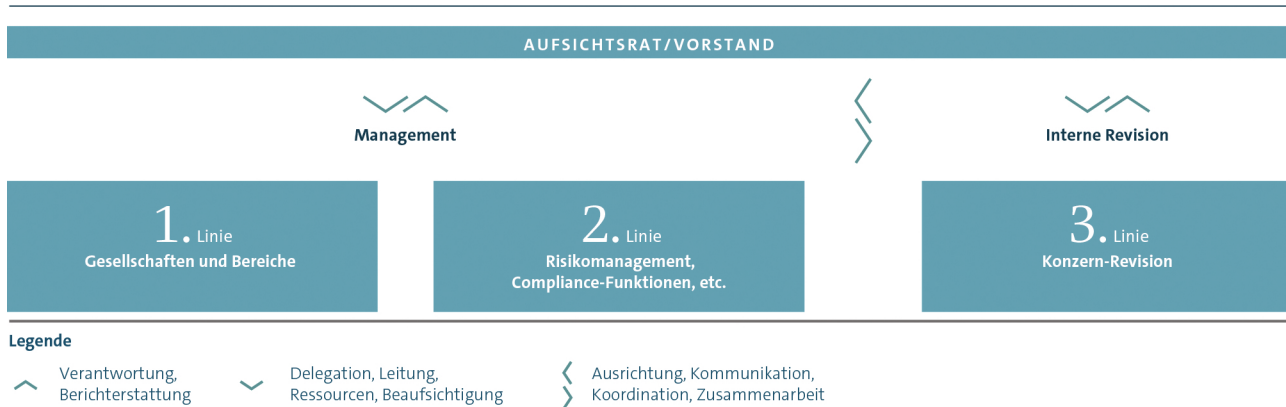 AUFSICHTSRAT/VORSTAND
Management
Interne Revision
1. Linie
Gesellschaften und Bereiche
2. Linie
Risikomanagement,
Compliance-Funktionen, etc.
3. Linie
Konzern-Revision
Legende
Verantwortung,
Berichterstattung
Delegation, Leitung,
Ressourcen, Beaufsichtigung
Ausrichtung, Kommunikation,
Koordination, Zusammenarbeit